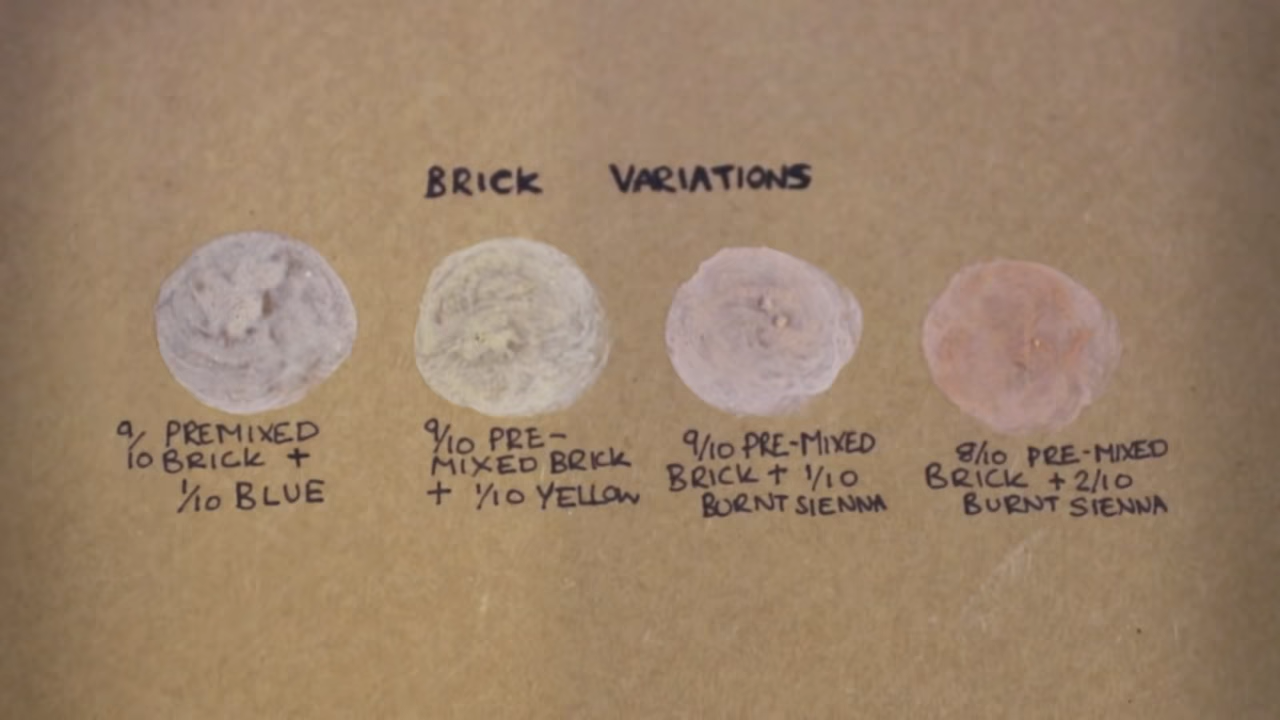 BRICK VARIATIONS
9/10 PREMIXED
BRICK +
1/10 BLUE
9/10 PRE-
MIXED BRICK
+ 1/10 YELLOW
9/10 PRE-MIXED
BRICK + 1/10
BURNT SIENNA
8/10 PRE-MIXED
BRICK + 2/10
BURNT SIENNA